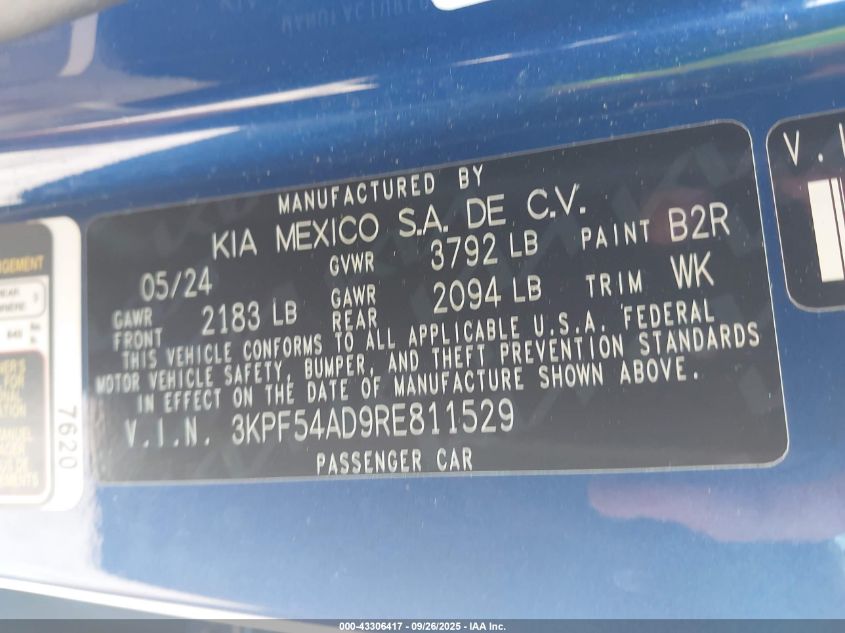 MANUFACTURED BY
KIA MEXICO S.A. DE C.V.
05/24 GVWR 3792 LB PAINT B2R
GAWR FRONT 2183 LB GAWR REAR 2094 LB TRIM WK
THIS VEHICLE CONFORMS TO ALL APPLICABLE U.S.A. FEDERAL
MOTOR VEHICLE SAFETY, BUMPER, AND THEFT PREVENTION STANDARDS
IN EFFECT ON THE DATE OF MANUFACTURE SHOWN ABOVE.
V.I.N. 3KPF54AD9RE811529
PASSENGER CAR
7620
V.I
000-43306417 - 09/26/2025 - IAA Inc.